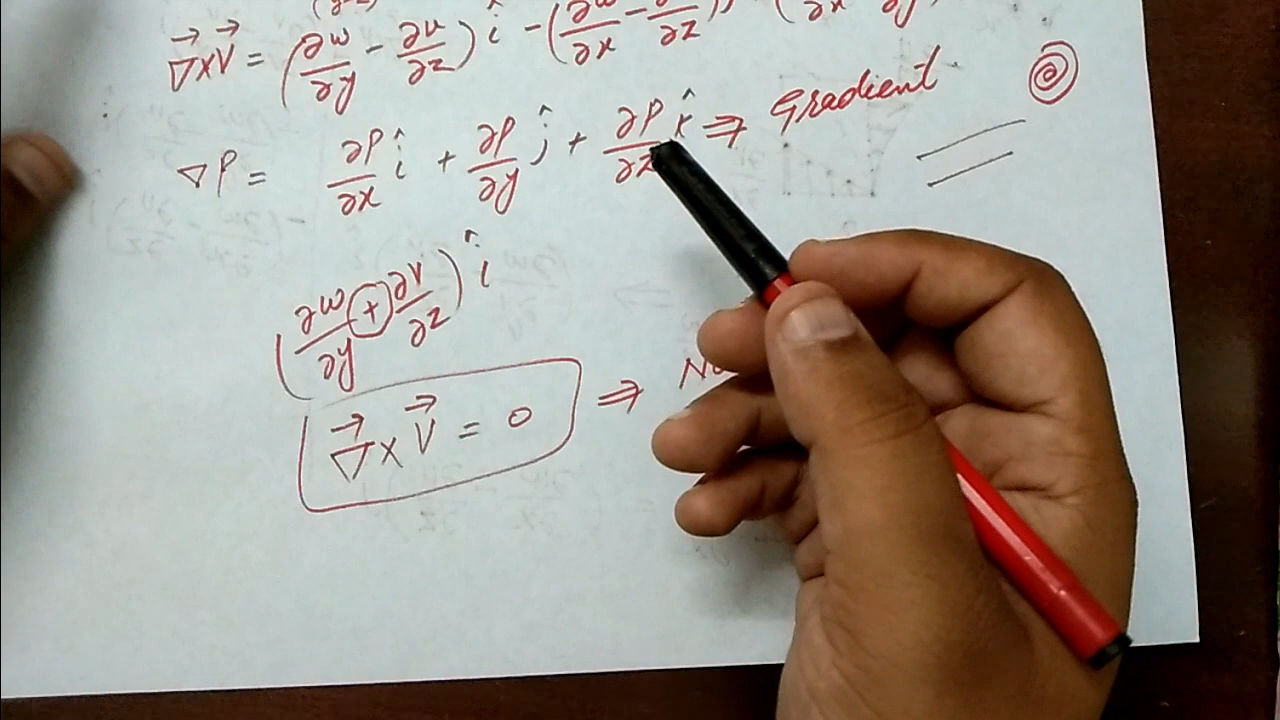 ∇⃗×V⃗ = (∂w/∂y − ∂v/∂z) î − (∂w/∂x − ∂/∂z) (∂x ∂y
∇P = ∂P/∂x î + ∂P/∂y ĵ + ∂P/∂z k̂ ⇒ Gradient
(∂w/∂y + ∂v/∂z) î
∇⃗×V⃗ = 0 ⇒